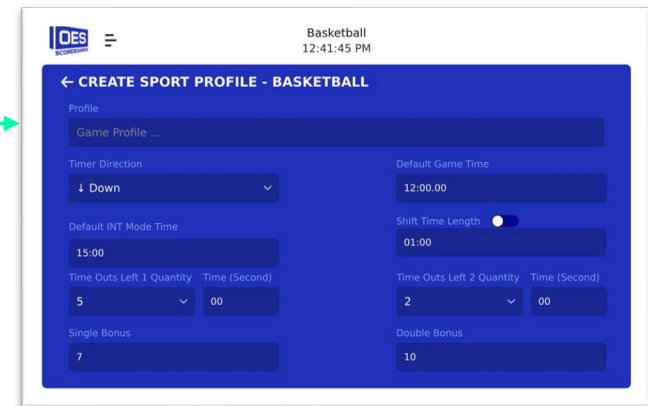 OES
SCOREBOARDS
Basketball
12:41:45 PM
← CREATE SPORT PROFILE - BASKETBALL
Profile
Game Profile ...
Timer Direction
Default Game Time
↓ Down
12:00.00
Default INT Mode Time
Shift Time Length
15:00
01:00
Time Outs Left 1 Quantity Time (Second)
Time Outs Left 2 Quantity Time (Second)
5 00
2 00
Single Bonus
Double Bonus
7
10